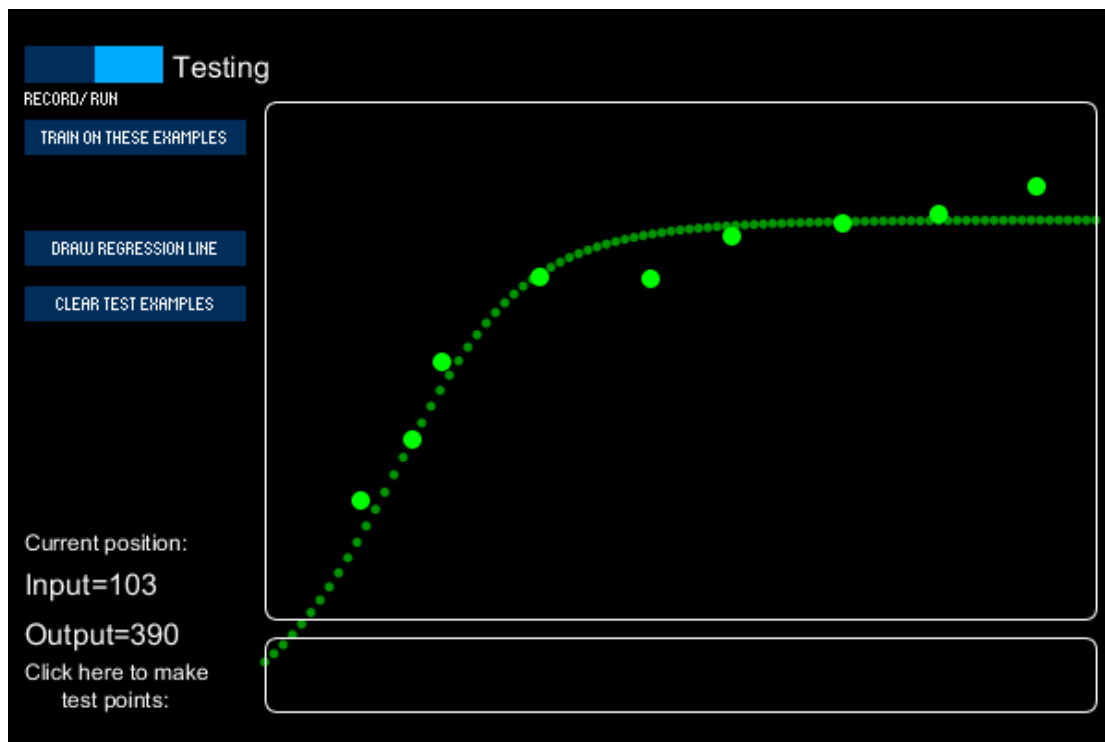 Testing
RECORD/ RUN
TRAIN ON THESE EXAMPLES
DRAW REGRESSION LINE
CLEAR TEST EXAMPLES
Current position:
Input=103
Output=390
Click here to make
test points: